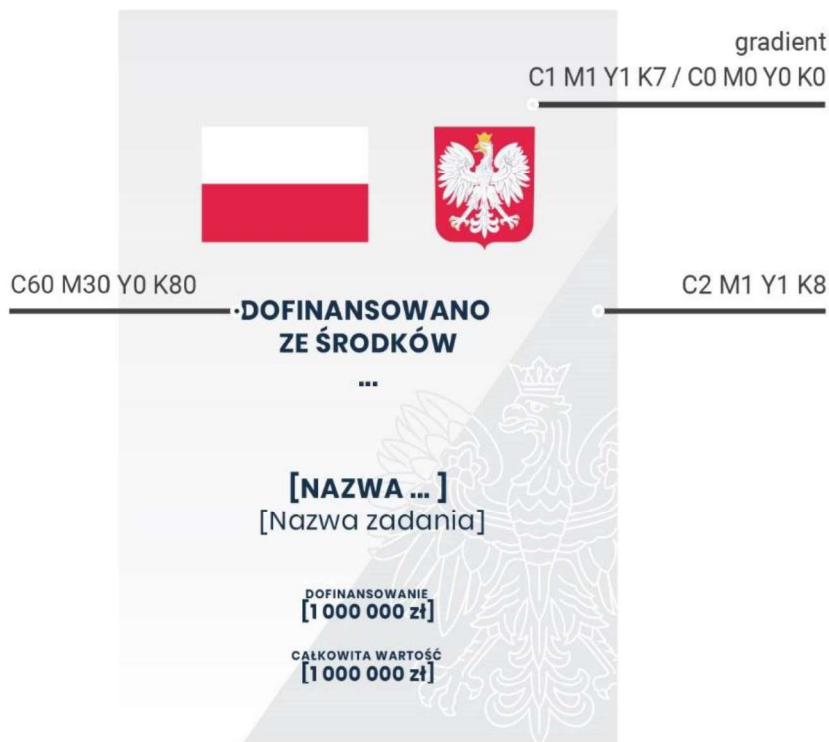 gradient
C1 M1 Y1 K7 / C0 M0 Y0 K0
C60 M30 Y0 K80
C2 M1 Y1 K8
DOFINANSOWANO
ZE ŚRODKÓW
...
[NAZWA ... ]
[Nazwa zadania]
DOFINANSOWANIE
[1 000 000 zł]
CAŁKOWITA WARTOŚĆ
[1 000 000 zł]